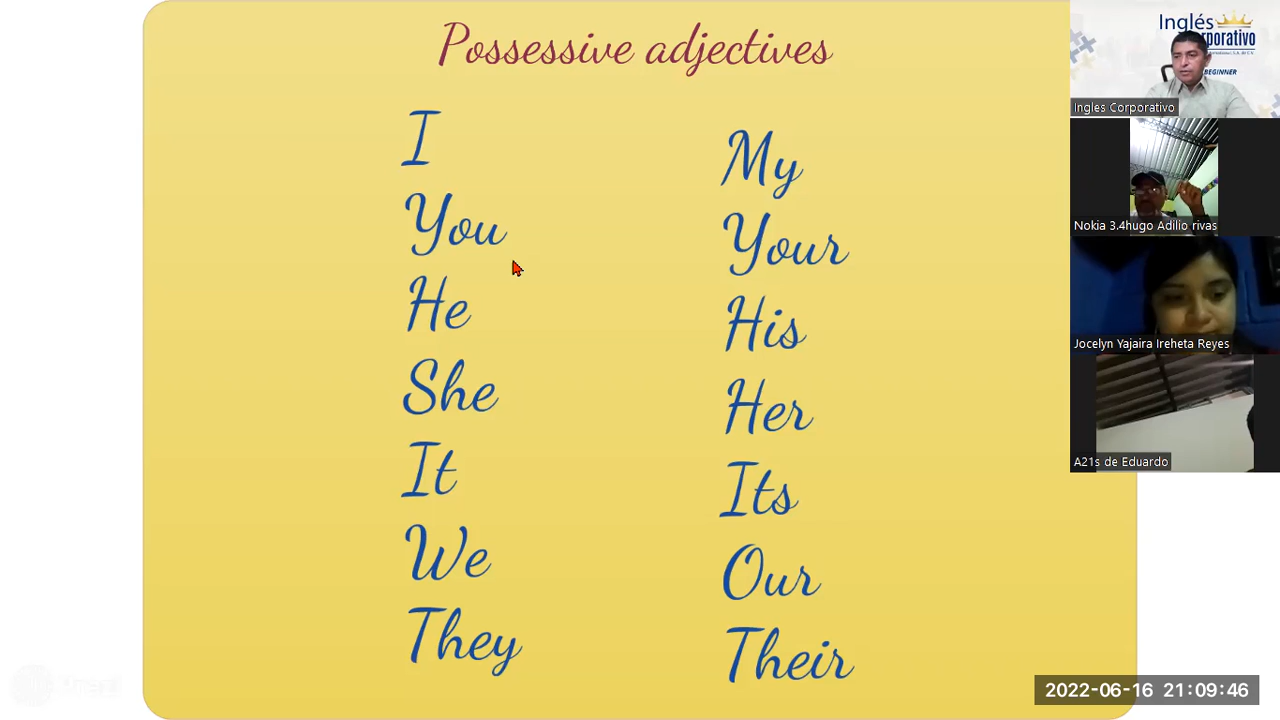 Possessive adjectives
I
My
You
Your
He
His
She
Her
It
Its
We
Our
They
Their
Inglés
BEGINNER
Ingles Corporativo
Nokia 3.4hugo Adilio rivas
Jocelyn Yajaira Ireheta Reyes
A21s de Eduardo
2022-06-16 21:09:46